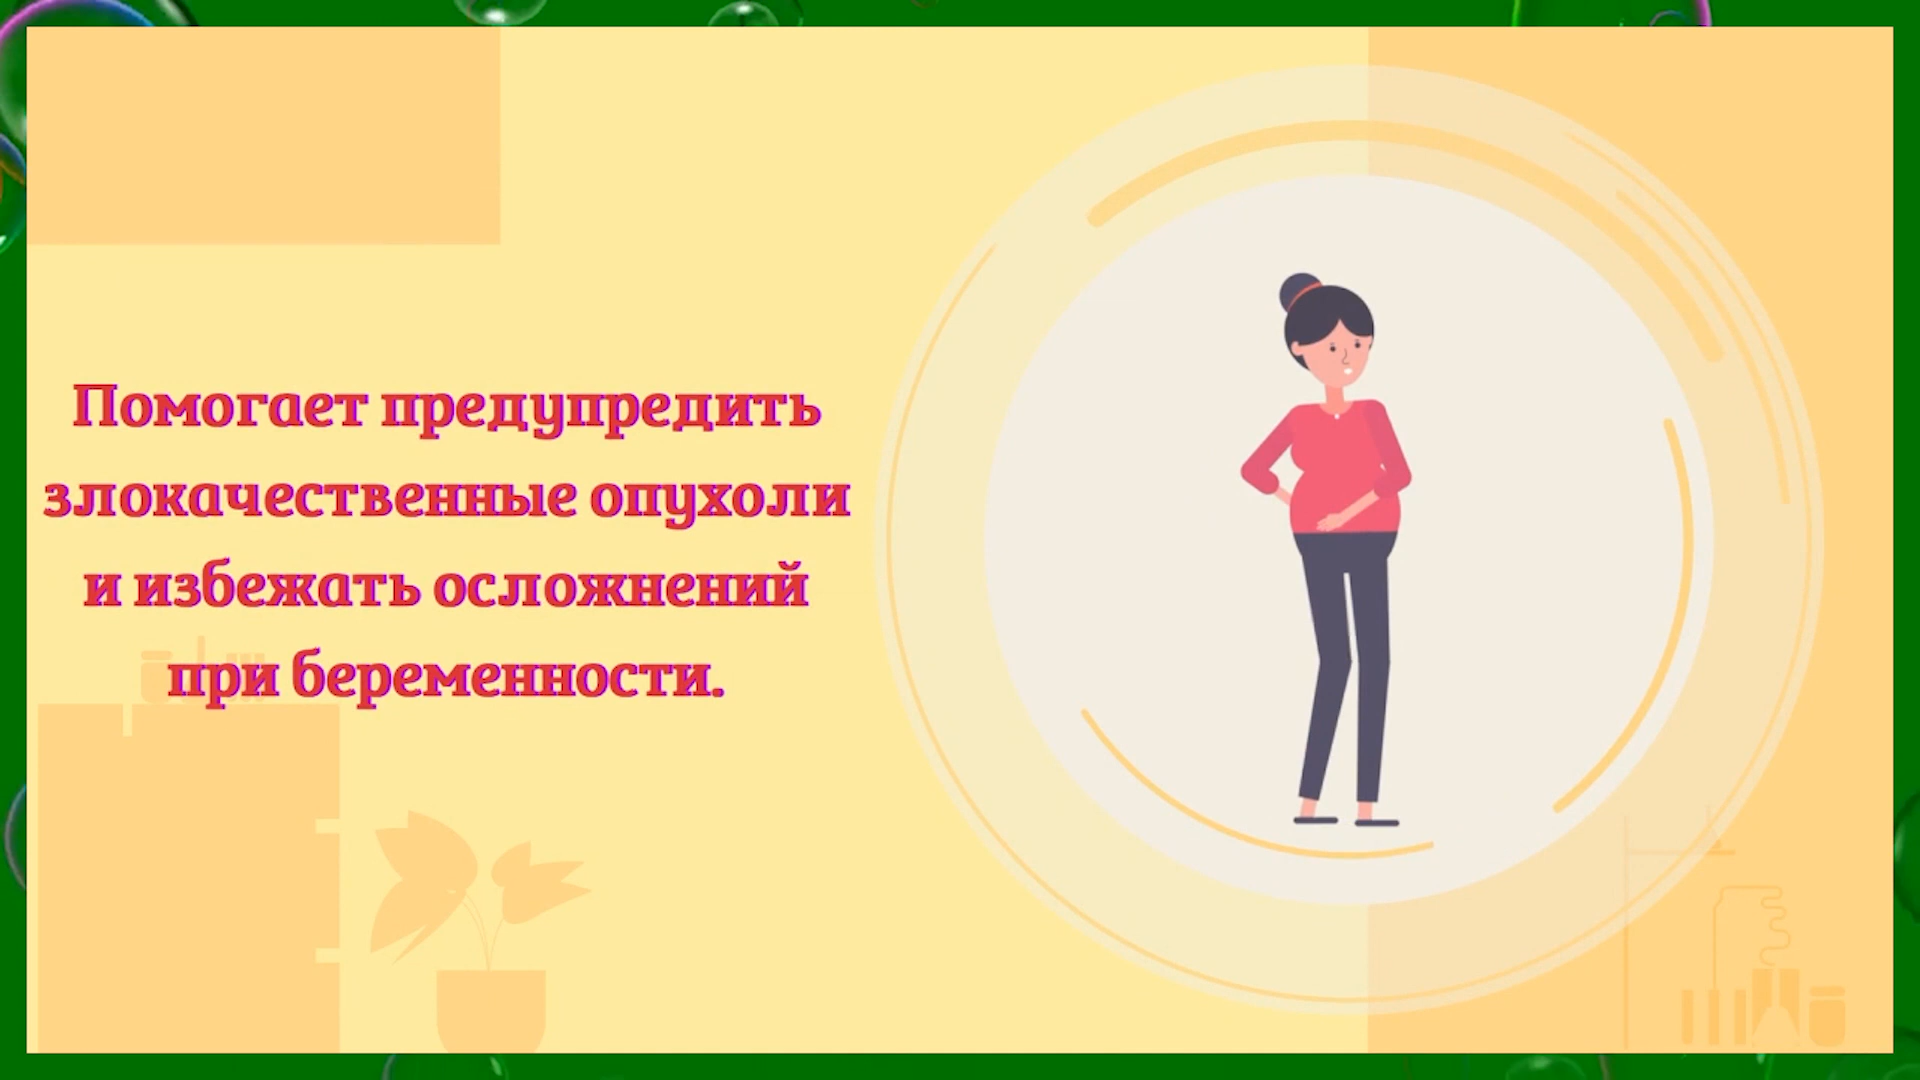 Помогает предупредить
злокачественные опухоли
и избежать осложнений
при беременности.